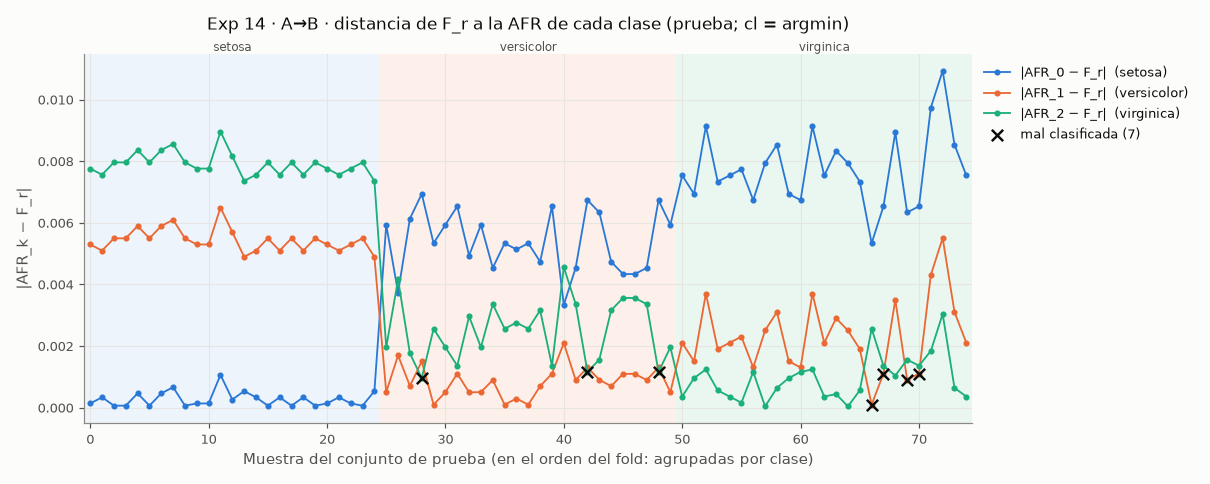 Exp 14 · A→B · distancia de F_r a la AFR de cada clase (prueba; cl = argmin)
setosa
versicolor
virginica
|AFR_0 − F_r| (setosa)
|AFR_1 − F_r| (versicolor)
|AFR_2 − F_r| (virginica)
mal clasificada (7)
|AFR_k − F_r|
0.010
0.008
0.006
0.004
0.002
0.000
0 10 20 30 40 50 60 70
Muestra del conjunto de prueba (en el orden del fold: agrupadas por clase)